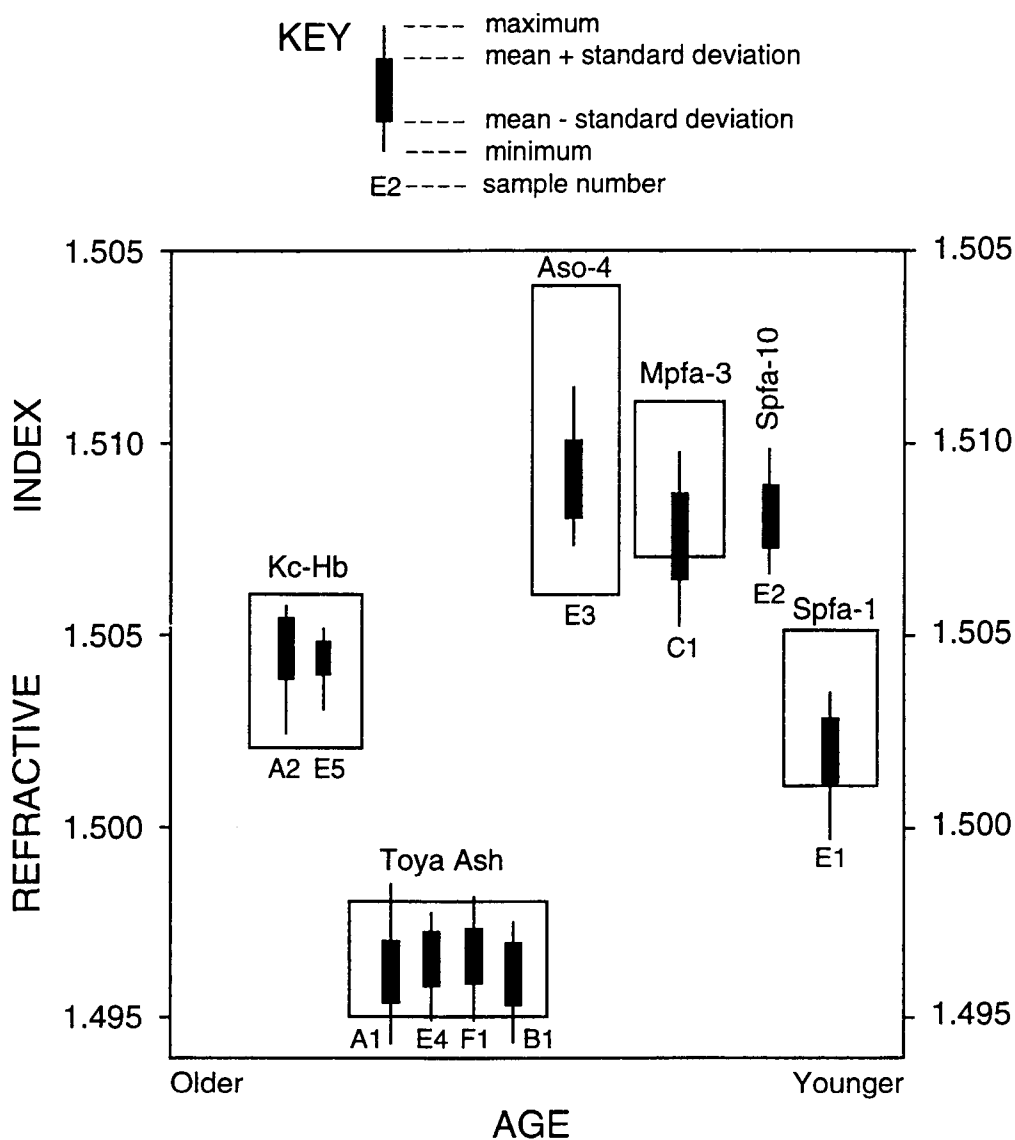 KEY
maximum
mean + standard deviation
mean - standard deviation
minimum
E2
sample number
1.505
1.505
Aso-4
Mpfa-3
Spfa-10
INDEX
1.510
1.510
Kc-Hb
E3
E2
Spfa-1
1.505
1.505
C1
REFRACTIVE
A2 E5
1.500
1.500
Toya Ash
E1
1.495
1.495
A1 E4 F1 B1
Older
Younger
AGE